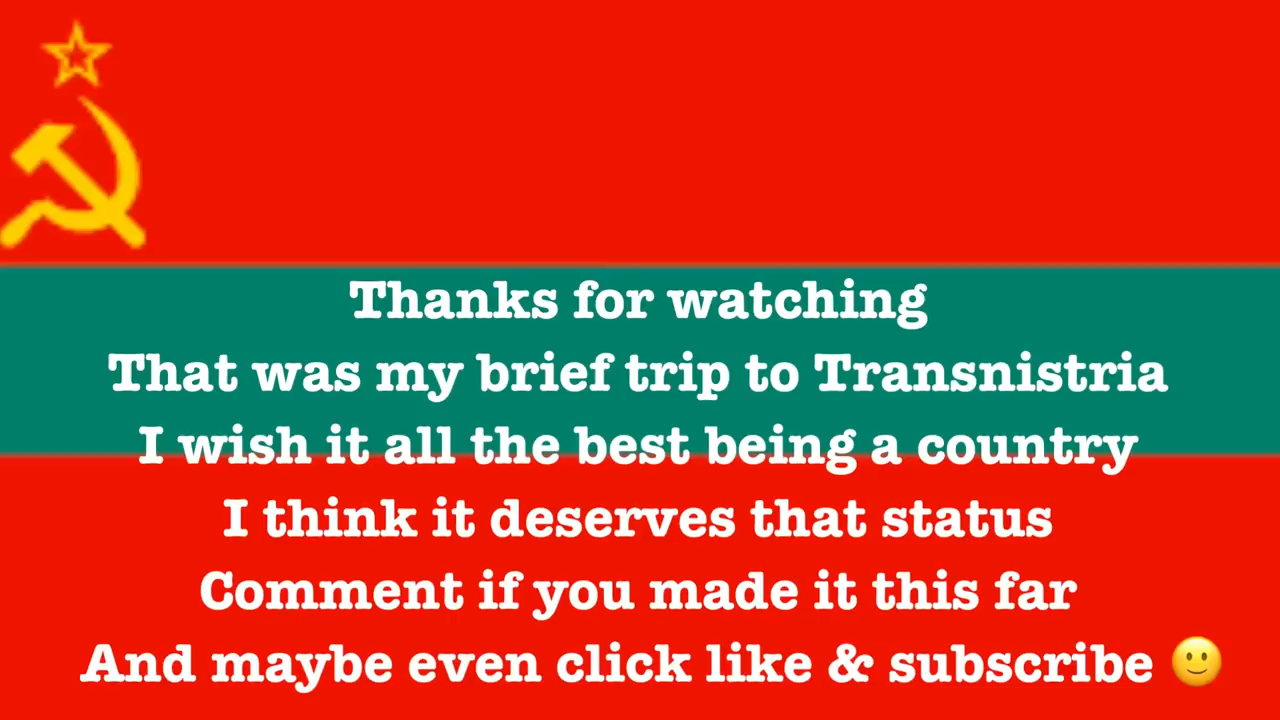 Thanks for watching
That was my brief trip to Transnistria
I wish it all the best being a country
I think it deserves that status
Comment if you made it this far
And maybe even click like & subscribe 🙂